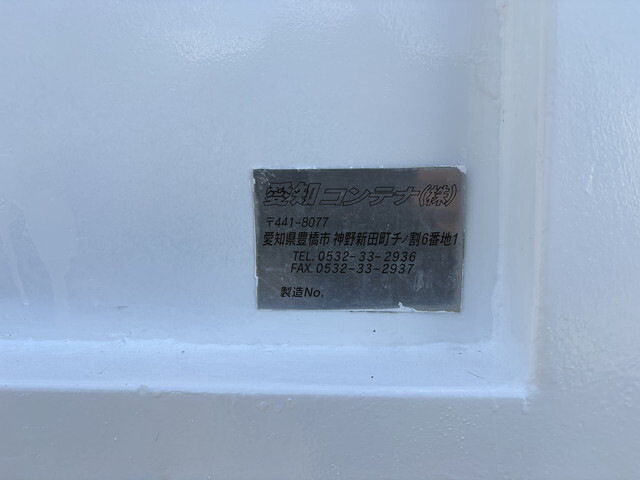 愛知コンテナ(株)
〒441-8077
愛知県豊橋市 神野新田町チノ割6番地1
TEL.0532-33-2936
FAX.0532-33-2937
製造No.